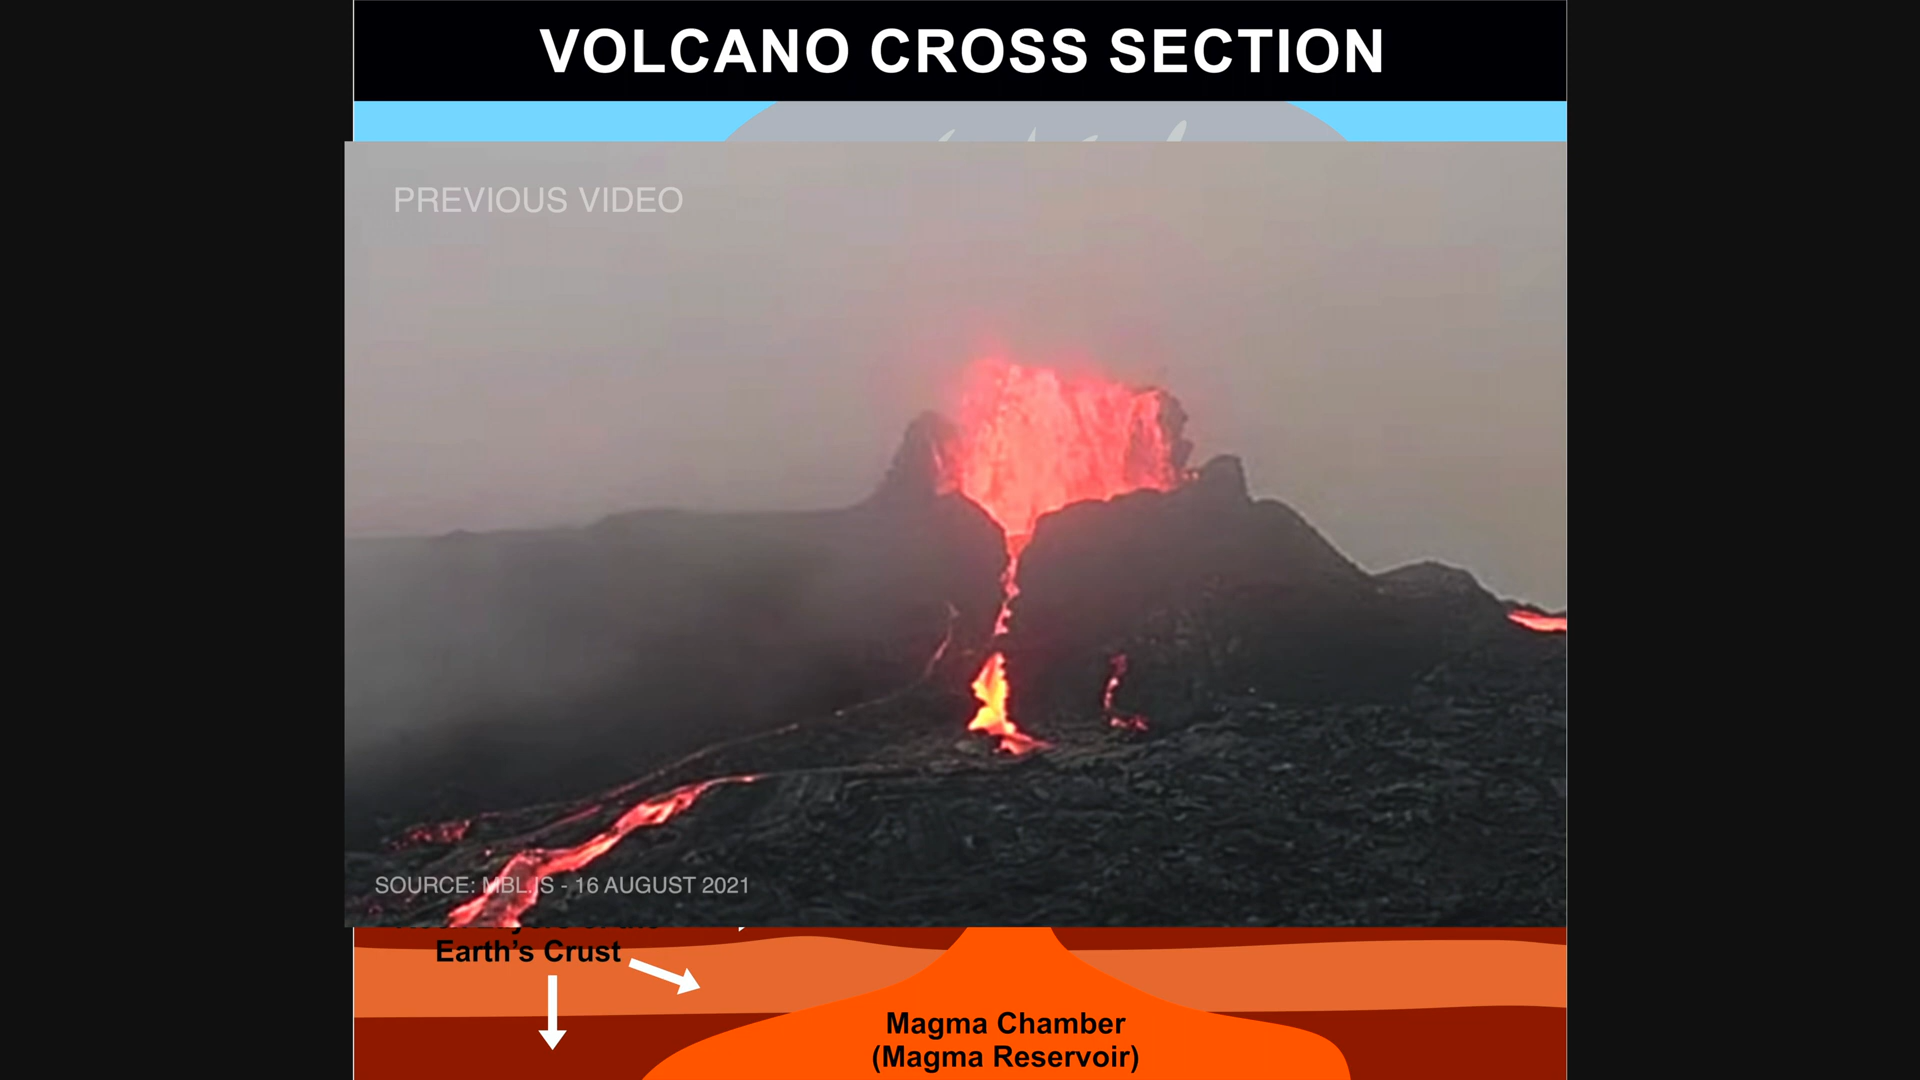 VOLCANO CROSS SECTION
PREVIOUS VIDEO
SOURCE: MBL.IS - 16 AUGUST 2021
Earth’s Crust
Magma Chamber
(Magma Reservoir)